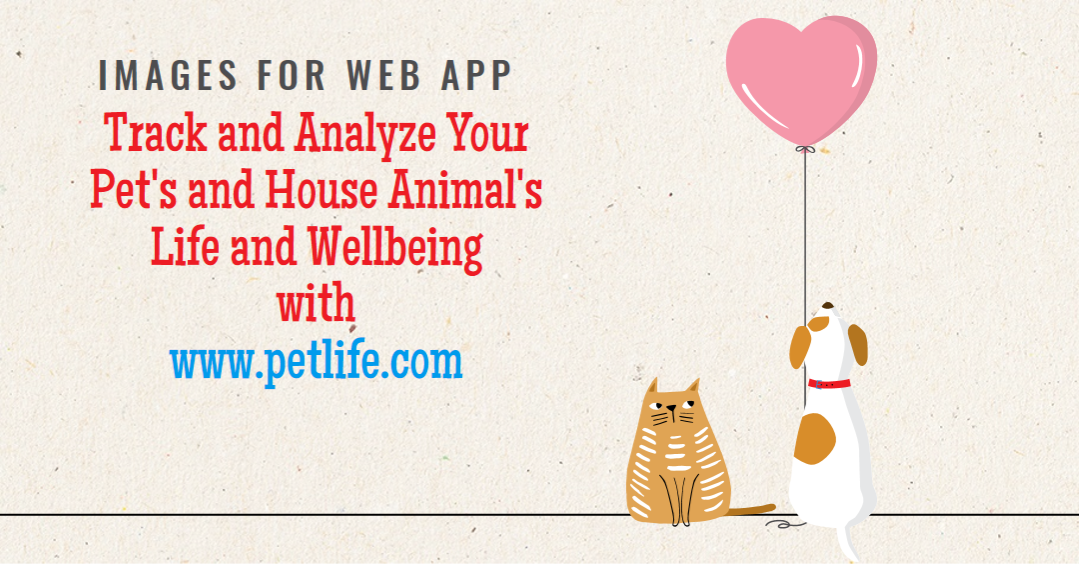 IMAGES FOR WEB APP
Track and Analyze Your
Pet's and House Animal's
Life and Wellbeing
with
www.petlife.com